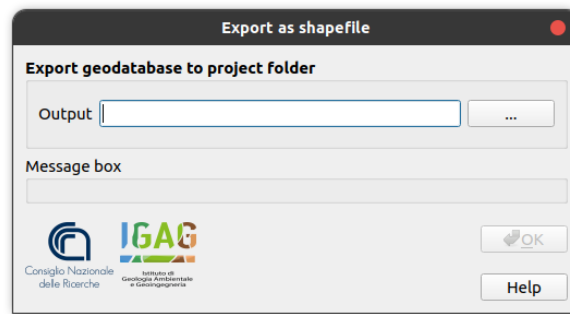 Export as shapefile
Export geodatabase to project folder
Output
...
Message box
IGAG
Consiglio Nazionale
delle Ricerche
Istituto di
Geologia Ambientale
e Geoingegneria
OK
Help